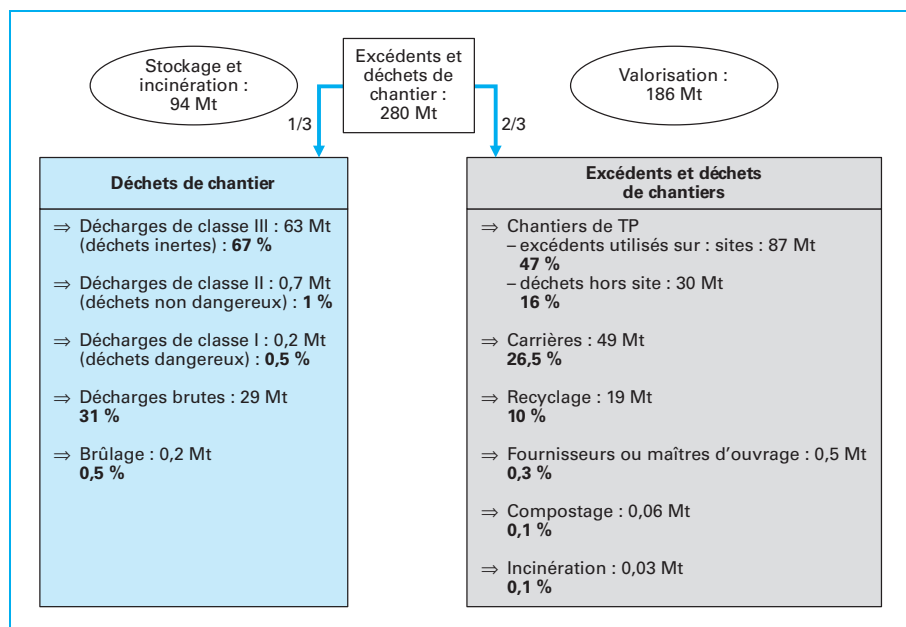 Stockage et
incinération :
94 Mt
Excédents et
déchets de
chantier :
280 Mt
Valorisation :
186 Mt
1/3
2/3
Déchets de chantier
⇒ Décharges de classe III : 63 Mt
(déchets inertes) : 67 %
⇒ Décharges de classe II : 0,7 Mt
(déchets non dangereux) : 1 %
⇒ Décharges de classe I : 0,2 Mt
(déchets dangereux) : 0,5 %
⇒ Décharges brutes : 29 Mt
31 %
⇒ Brûlage : 0,2 Mt
0,5 %
Excédents et déchets
de chantiers
⇒ Chantiers de TP
– excédents utilisés sur : sites : 87 Mt
47 %
– déchets hors site : 30 Mt
16 %
⇒ Carrières : 49 Mt
26,5 %
⇒ Recyclage : 19 Mt
10 %
⇒ Fournisseurs ou maîtres d'ouvrage : 0,5 Mt
0,3 %
⇒ Compostage : 0,06 Mt
0,1 %
⇒ Incinération : 0,03 Mt
0,1 %